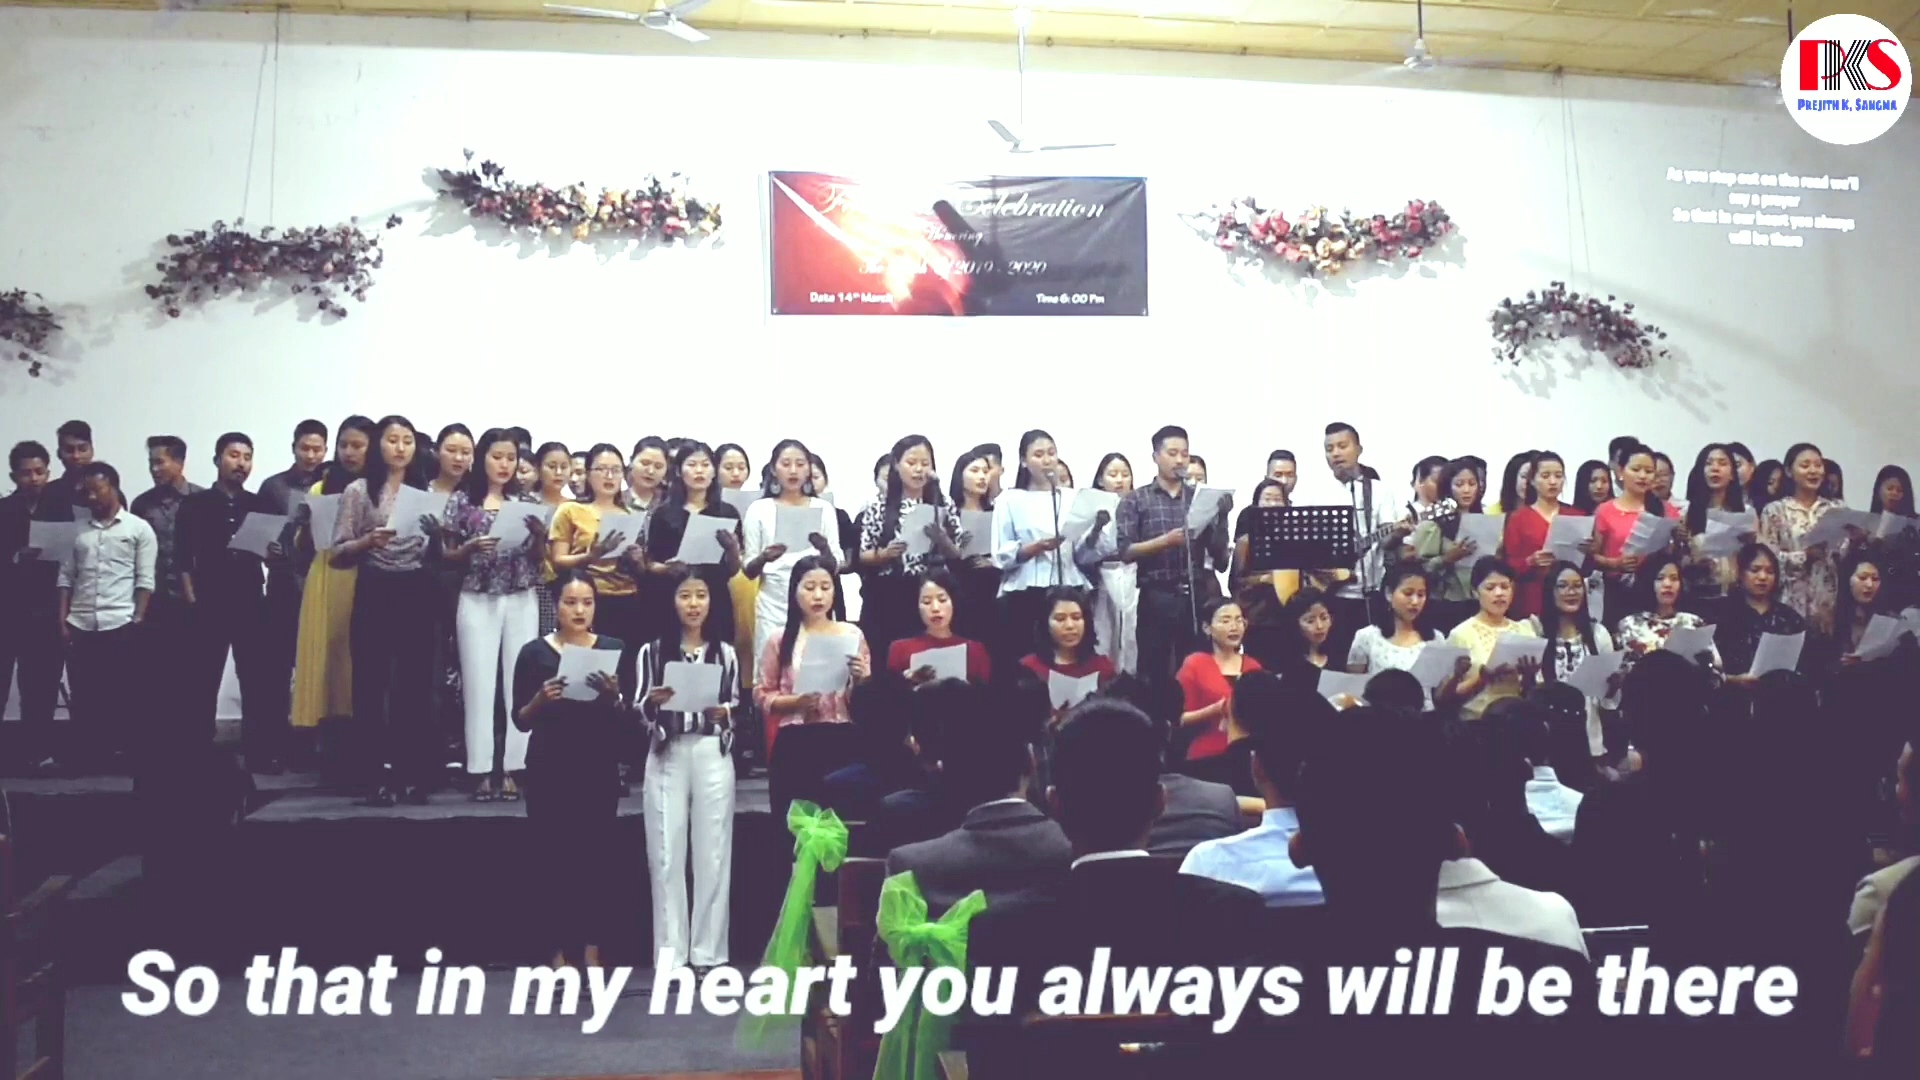 PKS
PREJITH K. SANGMA
As you step out on the road we'll
say a prayer
So that in our heart you always
will be there
Celebration
Honoring
2019 - 2020
Date 14th March
Time 6:00 Pm
So that in my heart you always will be there